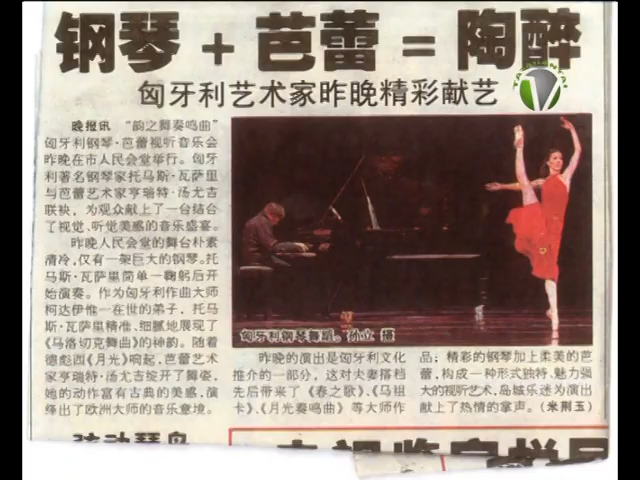 钢琴+芭蕾=陶醉
匈牙利艺术家昨晚精彩献艺
晚报讯 “韵之舞奏鸣曲”
匈牙利钢琴·芭蕾视听音乐会
昨晚在市人民会堂举行。匈牙
利著名钢琴家托马斯·瓦萨里
与芭蕾艺术家亨瑞特·汤尤吉
联袂，为观众献上了一台结合
了视觉、听觉美感的音乐盛宴。
昨晚人民会堂的舞台朴素
清冷，仅有一架巨大的钢琴。托
马斯·瓦萨里简单一鞠躬后开
始演奏。作为匈牙利作曲大师
柯达伊惟一在世的弟子，托马
斯·瓦萨里精准、细腻地展现了
《马洛切克舞曲》的神韵。随着
德彪西《月光》响起，芭蕾艺术
家亨瑞特·汤尤吉绽开了舞姿，
她的动作富有古典的美感，演
绎出了欧洲大师的音乐意境。
匈牙利钢琴舞蹈。 孙立 摄
昨晚的演出是匈牙利文化
推介的一部分，这对夫妻搭档
先后带来了《春之歌》、《马祖
卡》、《月光奏鸣曲》等大师作
品；精彩的钢琴加上柔美的芭
蕾，构成一种形式独特、魅力强
大的视听艺术，岛城乐迷为演出
献上了热情的掌声。（米荆玉）